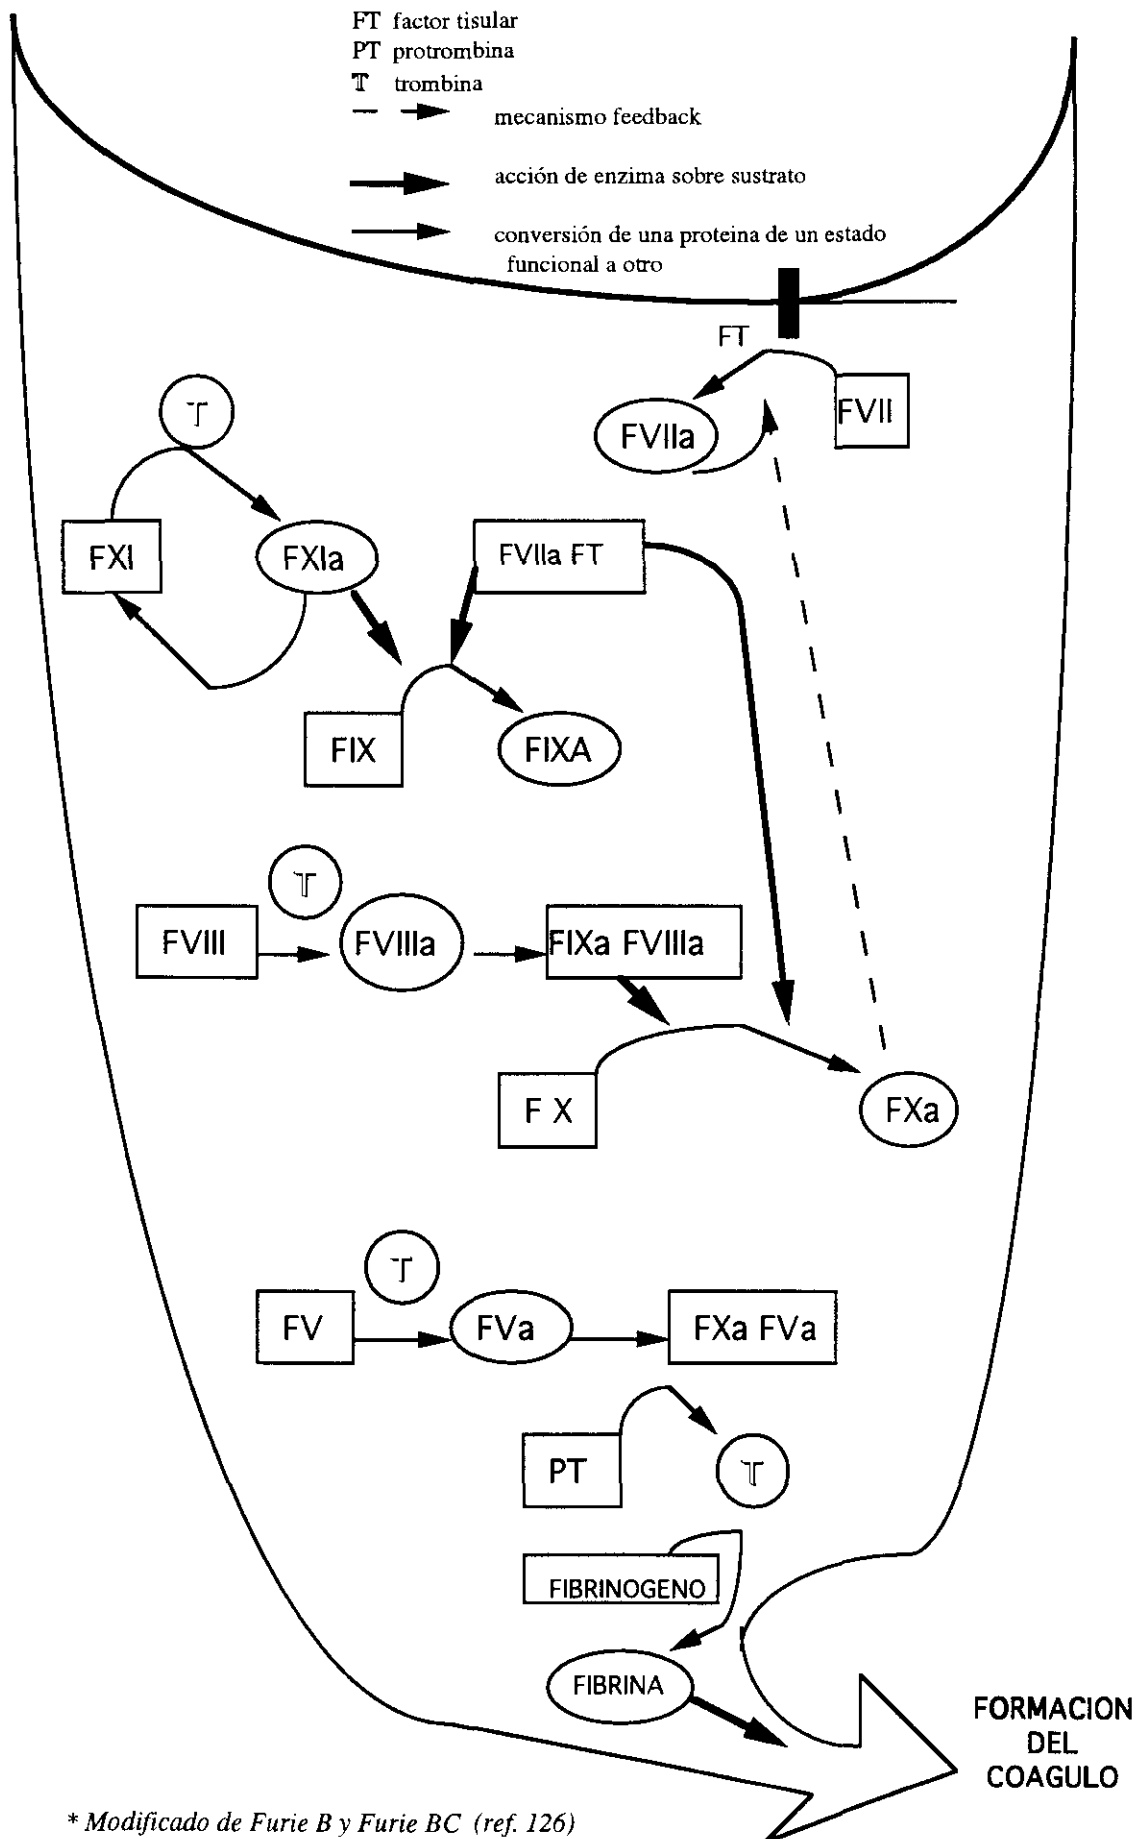 FT factor tisular
PT protrombina
T trombina
mecanismo feedback
acción de enzima sobre sustrato
conversión de una proteina de un estado
funcional a otro
FT
T
FVIIa
FVII
FXI
FXIa
FVIIa FT
FIX
FIXA
T
FVIII
FVIIIa
FIXa FVIIIa
F X
FXa
T
FV
FVa
FXa FVa
PT
T
FIBRINOGENO
FIBRINA
FORMACION
DEL
COAGULO
* Modificado de Furie B y Furie BC (ref. 126)